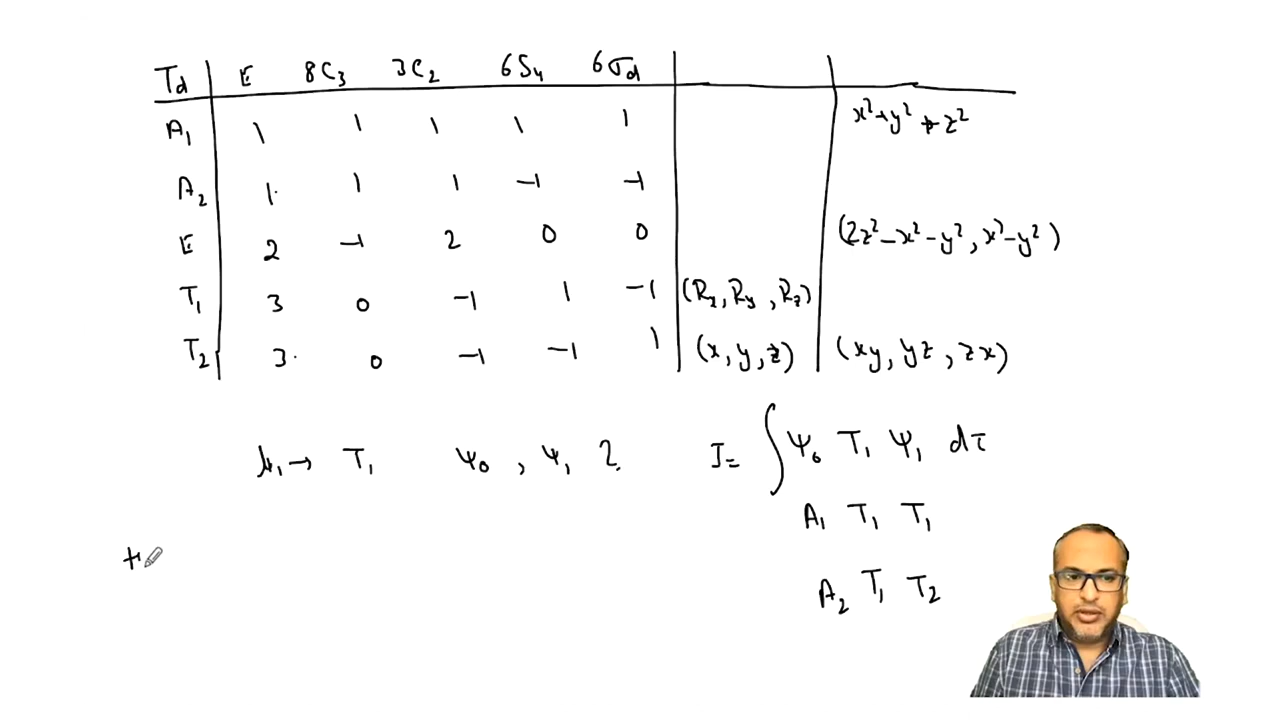 Td E 8C₃ 3C₂ 6S₄ 6σd
A₁ 1 1 1 1 1 x²+y²+z²
A₂ 1 1 1 -1 -1
E 2 -1 2 0 0 (2z²-x²-y², x²-y²)
T₁ 3 0 -1 1 -1 (Rx, Ry, Rz)
T₂ 3 0 -1 -1 1 (x, y, z) (xy, yz, zx)
μ₁ → T₁ ψ₀, ψ₁ ? I= ∫ψ₀ T₁ ψ₁ dτ
A₁ T₁ T₁
A₂ T₁ T₂